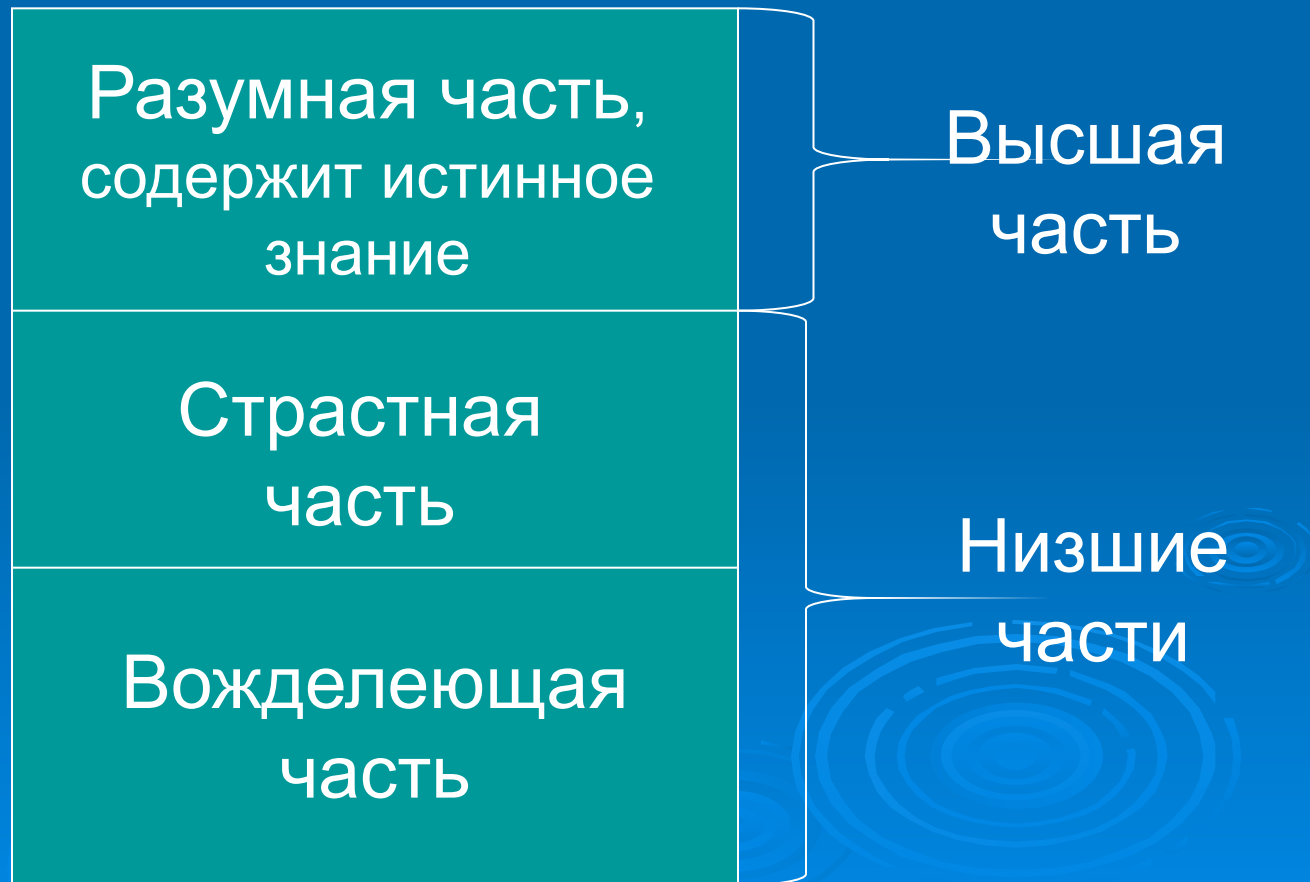 Разумная часть,
содержит истинное
знание
Высшая
часть
Страстная
часть
Вожделеющая
часть
Низшие
части